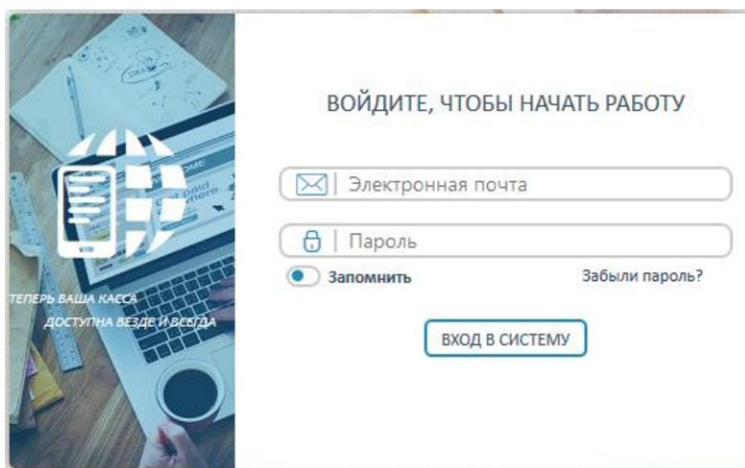 ВОЙДИТЕ, ЧТОБЫ НАЧАТЬ РАБОТУ
Электронная почта
Пароль
Запомнить
Забыли пароль?
ВХОД В СИСТЕМУ
ТЕПЕРЬ ВАША КАССА
ДОСТУПНА ВЕЗДЕ И ВСЕГДА